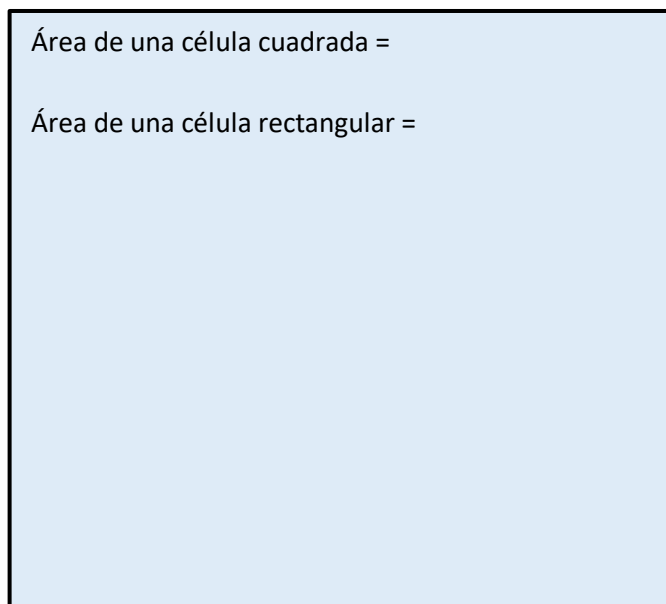 Área de una célula cuadrada =
Área de una célula rectangular =